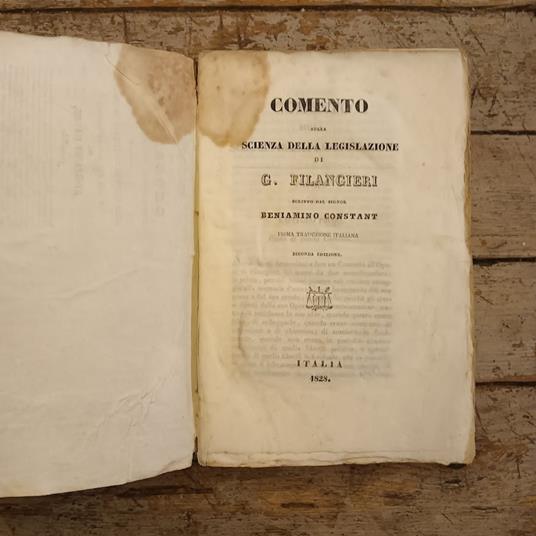 COMENTO
SULLA
SCIENZA DELLA LEGISLAZIONE
DI
G. FILANGIERI
SCRITTO DAL SIGNOR
BENIAMINO CONSTANT
PRIMA TRADUZIONE ITALIANA
SECONDA EDIZIONE.
ITALIA
1828.